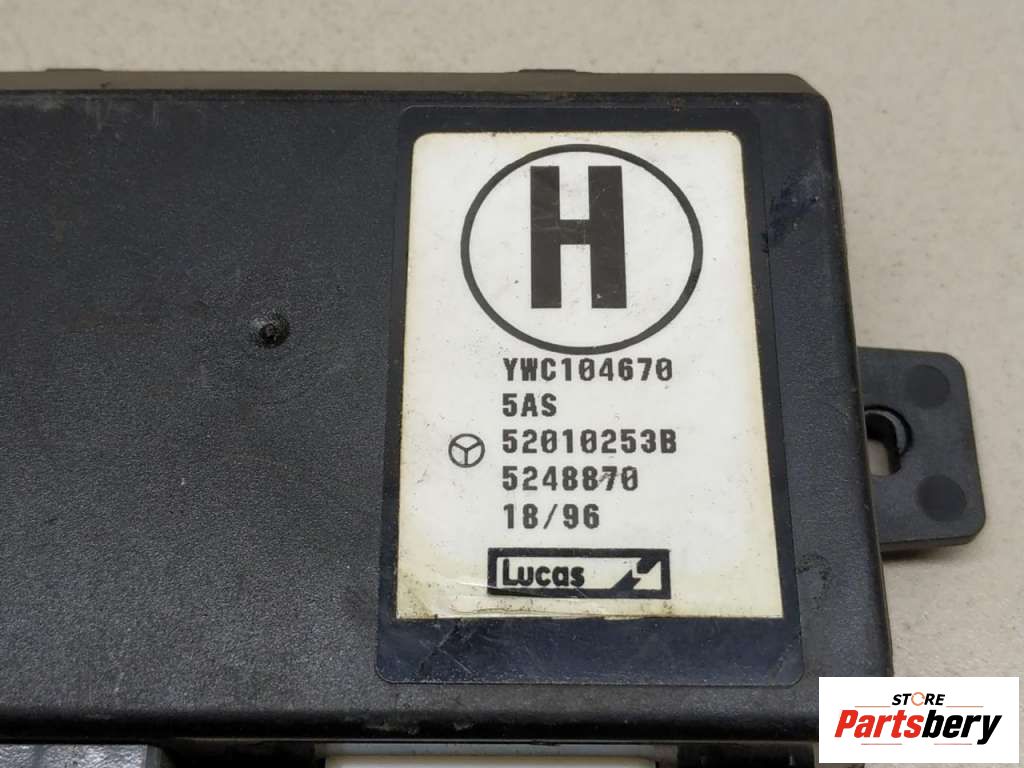 H
YWC104670
5AS
52010253B
5248870
18/96
Lucas
STORE
Partsbery